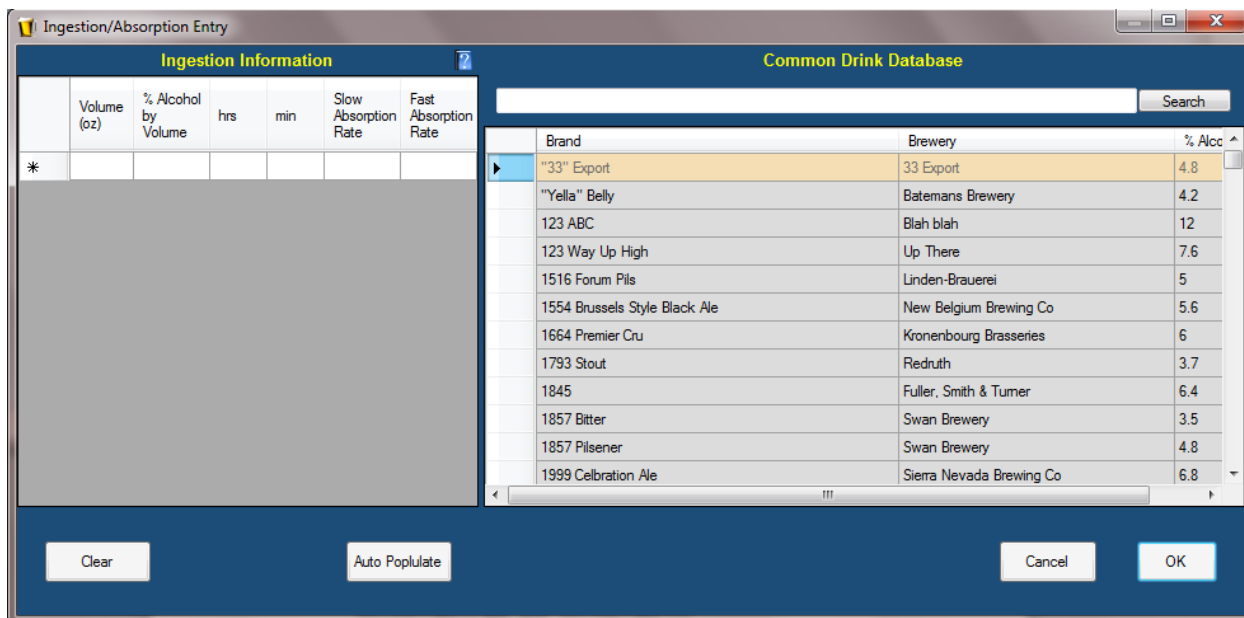 Ingestion/Absorption Entry
Ingestion Information
Volume (oz)
% Alcohol by Volume
hrs
min
Slow Absorption Rate
Fast Absorption Rate
Common Drink Database
Search
Brand Brewery % Alcc
"33" Export 33 Export 4.8
"Yella" Belly Batemans Brewery 4.2
123 ABC Blah blah 12
123 Way Up High Up There 7.6
1516 Forum Pils Linden-Brauerei 5
1554 Brussels Style Black Ale New Belgium Brewing Co 5.6
1664 Premier Cru Kronenbourg Brasseries 6
1793 Stout Redruth 3.7
1845 Fuller, Smith & Turner 6.4
1857 Bitter Swan Brewery 3.5
1857 Pilsener Swan Brewery 4.8
1999 Celbration Ale Sierra Nevada Brewing Co 6.8
Clear Auto Poplulate Cancel OK